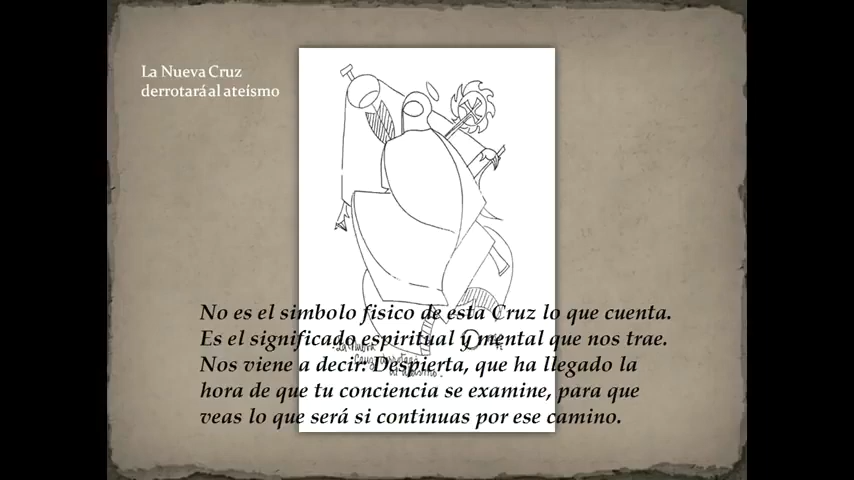 La Nueva Cruz
derrotará al ateísmo
No es el simbolo fisico de esta Cruz lo que cuenta.
Es el significado espiritual y mental que nos trae.
Nos viene a decir: Despierta, que ha llegado la
hora de que tu conciencia se examine, para que
veas lo que será si continuas por ese camino.